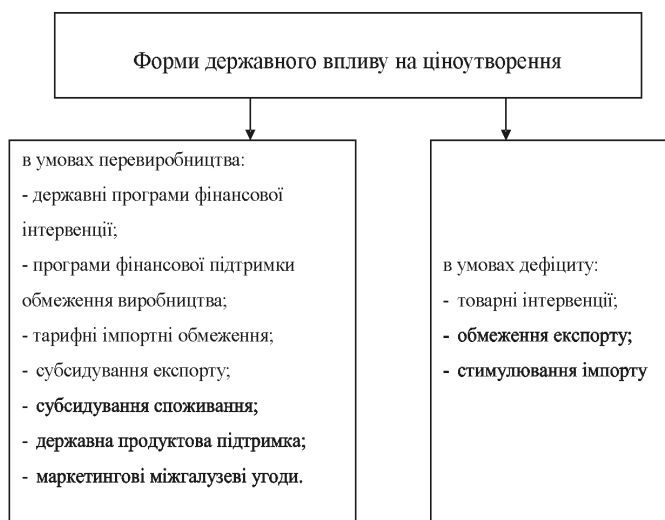 Форми державного впливу на ціноутворення
в умовах перевиробництва:
- державні програми фінансової
інтервенції;
- програми фінансової підтримки
обмеження виробництва;
- тарифні імпортні обмеження;
- субсидування експорту;
- субсидування споживання;
- державна продуктова підтримка;
- маркетингові міжгалузеві угоди.
в умовах дефіциту:
- товарні інтервенції;
- обмеження експорту;
- стимулювання імпорту